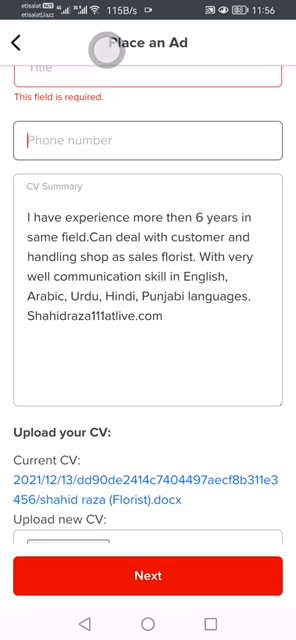 etisalat
etisalat|Jazz
115B/s
11:56
Place an Ad
Title
This field is required.
Phone number
CV Summary
I have experience more then 6 years in
same field.Can deal with customer and
handling shop as sales florist. With very
well communication skill in English,
Arabic, Urdu, Hindi, Punjabi languages.
Shahidraza111atlive.com
Upload your CV:
Current CV:
2021/12/13/dd90de2414c7404497aecf8b311e3
456/shahid raza (Florist).docx
Upload new CV:
Next